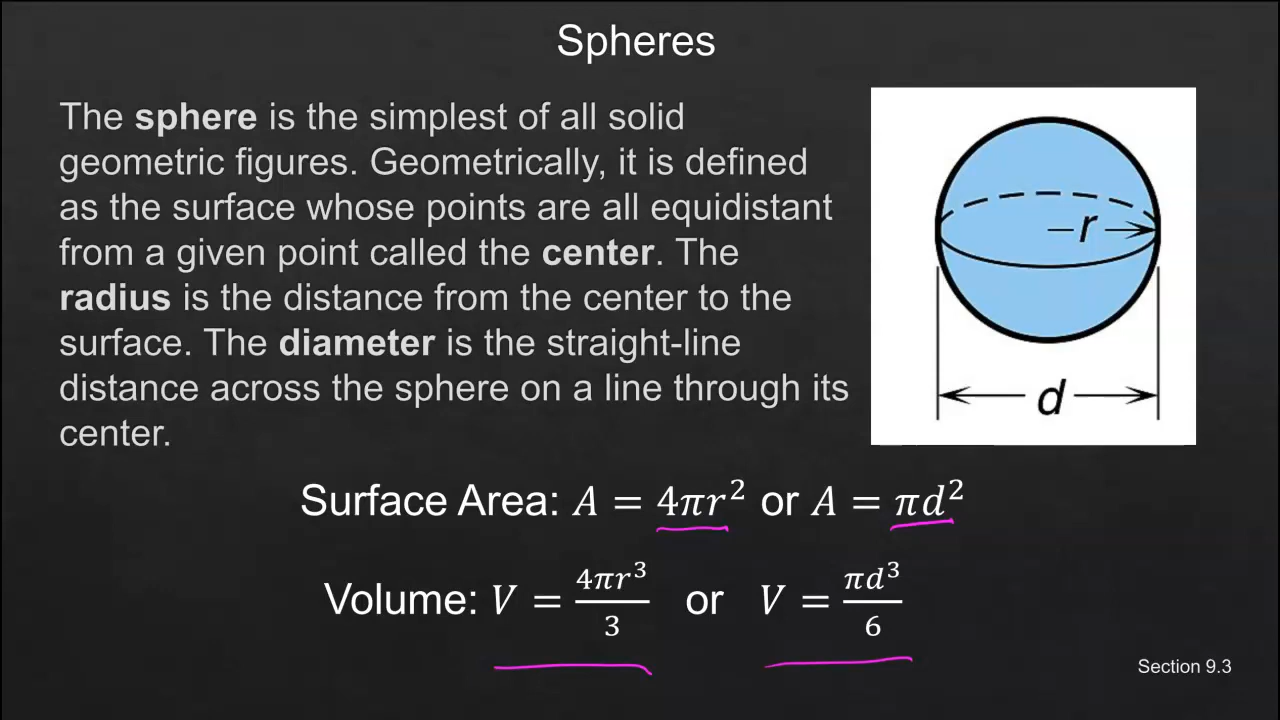 Spheres
The sphere is the simplest of all solid
geometric figures. Geometrically, it is defined
as the surface whose points are all equidistant
from a given point called the center. The
radius is the distance from the center to the
surface. The diameter is the straight-line
distance across the sphere on a line through its
center.
r
d
Surface Area: A = 4πr² or A = πd²
Volume: V = 4πr³/3 or V = πd³/6
Section 9.3